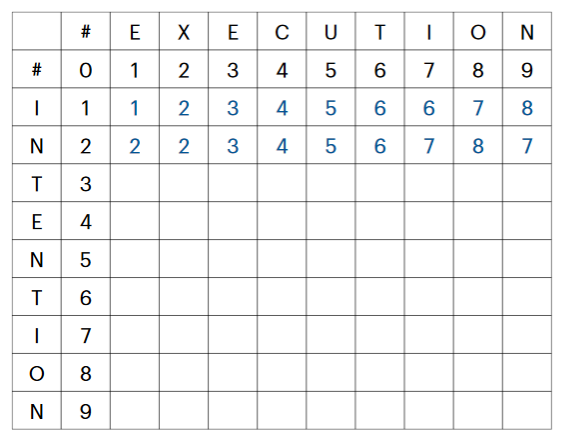 # E X E C U T I O N
# 0 1 2 3 4 5 6 7 8 9
I 1 1 2 3 4 5 6 6 7 8
N 2 2 2 3 4 5 6 7 8 7
T 3
E 4
N 5
T 6
I 7
O 8
N 9